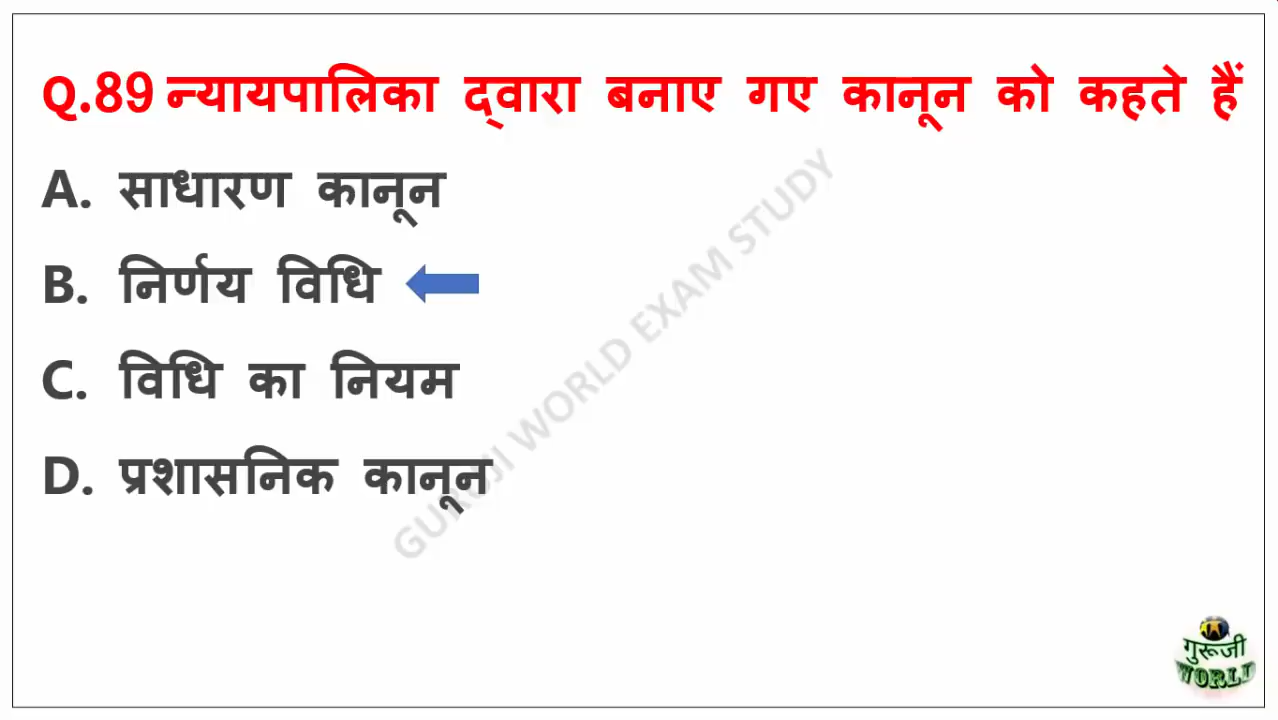 Q.89 न्यायपालिका द्वारा बनाए गए कानून को कहते हैं
A. साधारण कानून
B. निर्णय विधि
C. विधि का नियम
D. प्रशासनिक कानून
GURUJI WORLD EXAM STUDY
गुरूजी
WORLD